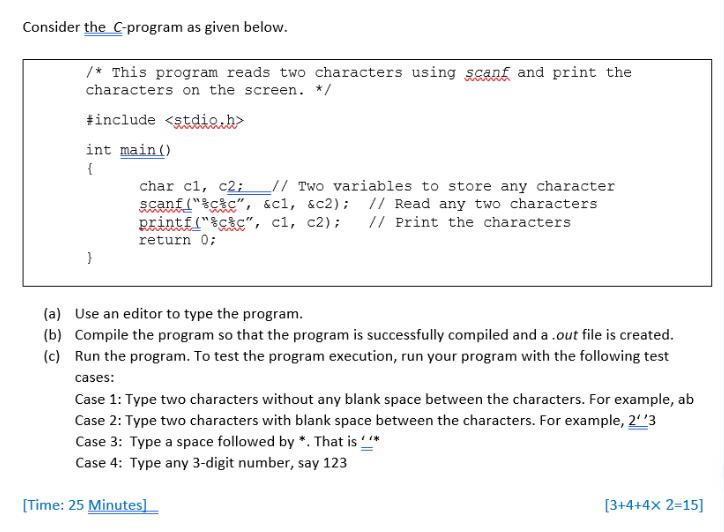 Consider the C-program as given below.
/* This program reads two characters using scanf and print the
characters on the screen. */
#include <stdio.h>
int main()
{
char c1, c2; // Two variables to store any character
scanf(“%c%c”, &c1, &c2); // Read any two characters
printf(“%c%c”, c1, c2); // Print the characters
return 0;
}
(a) Use an editor to type the program.
(b) Compile the program so that the program is successfully compiled and a .out file is created.
(c) Run the program. To test the program execution, run your program with the following test
cases:
Case 1: Type two characters without any blank space between the characters. For example, ab
Case 2: Type two characters with blank space between the characters. For example, 2‘ ’3
Case 3: Type a space followed by *. That is ‘ ‘*
Case 4: Type any 3-digit number, say 123
[Time: 25 Minutes] [3+4+4× 2=15]